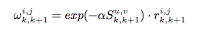 ω^{i,j}_{k,k+1} = exp(-αS^{u,v}_{k,k+1}) · r^{i,j}_{k,k+1}